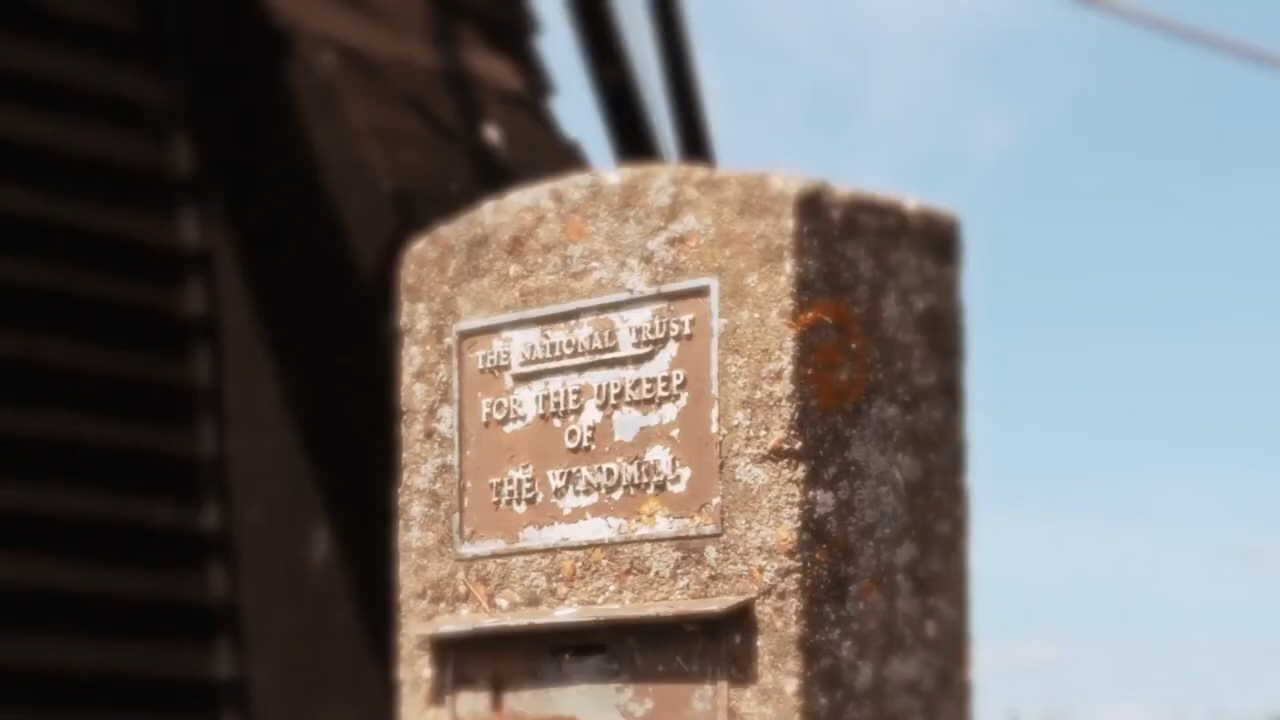 THE NATIONAL TRUST
FOR THE UPKEEP
OF
THE WINDMILL